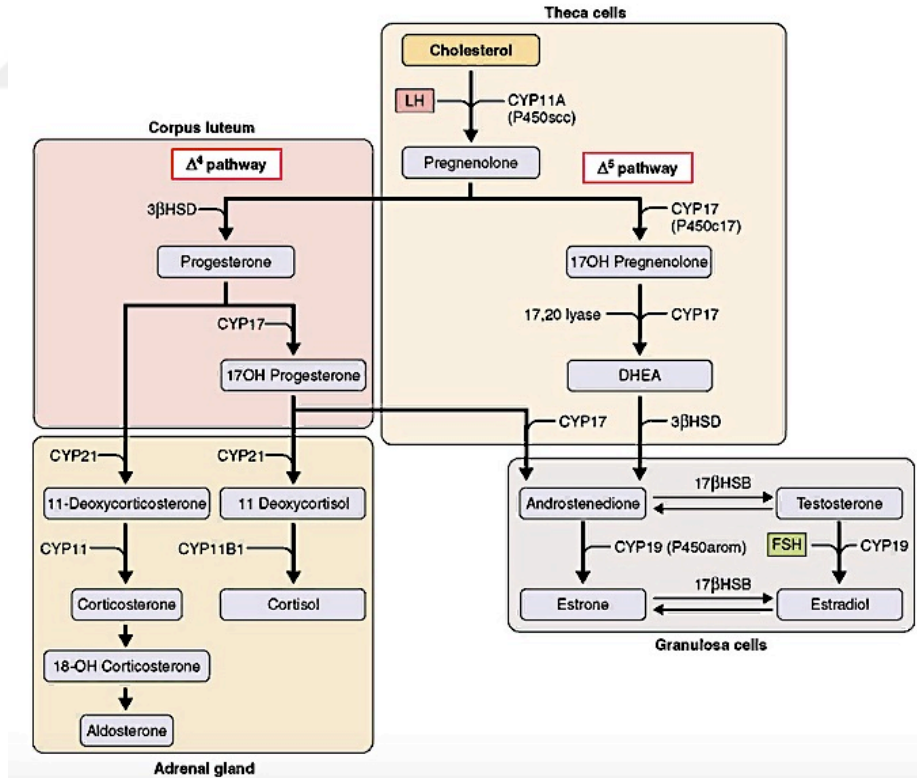 Theca cells
Cholesterol
LH
CYP11A
(P450scc)
Corpus luteum
Δ⁴ pathway
Pregnenolone
Δ⁵ pathway
3βHSD
CYP17
(P450c17)
Progesterone
17OH Pregnenolone
CYP17
17,20 lyase
CYP17
17OH Progesterone
DHEA
CYP17
3βHSD
CYP21
CYP21
11-Deoxycorticosterone
11 Deoxycortisol
Androstenedione
17βHSB
Testosterone
CYP11
CYP11B1
CYP19 (P450arom)
FSH
CYP19
Corticosterone
Cortisol
Estrone
17βHSB
Estradiol
Granulosa cells
18-OH Corticosterone
Aldosterone
Adrenal gland